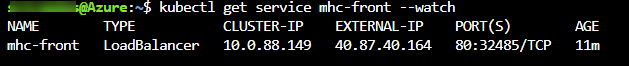 @Azure:~$ kubectl get service mhc-front --watch
NAME TYPE CLUSTER-IP EXTERNAL-IP PORT(S) AGE
mhc-front LoadBalancer 10.0.88.149 40.87.40.164 80:32485/TCP 11m